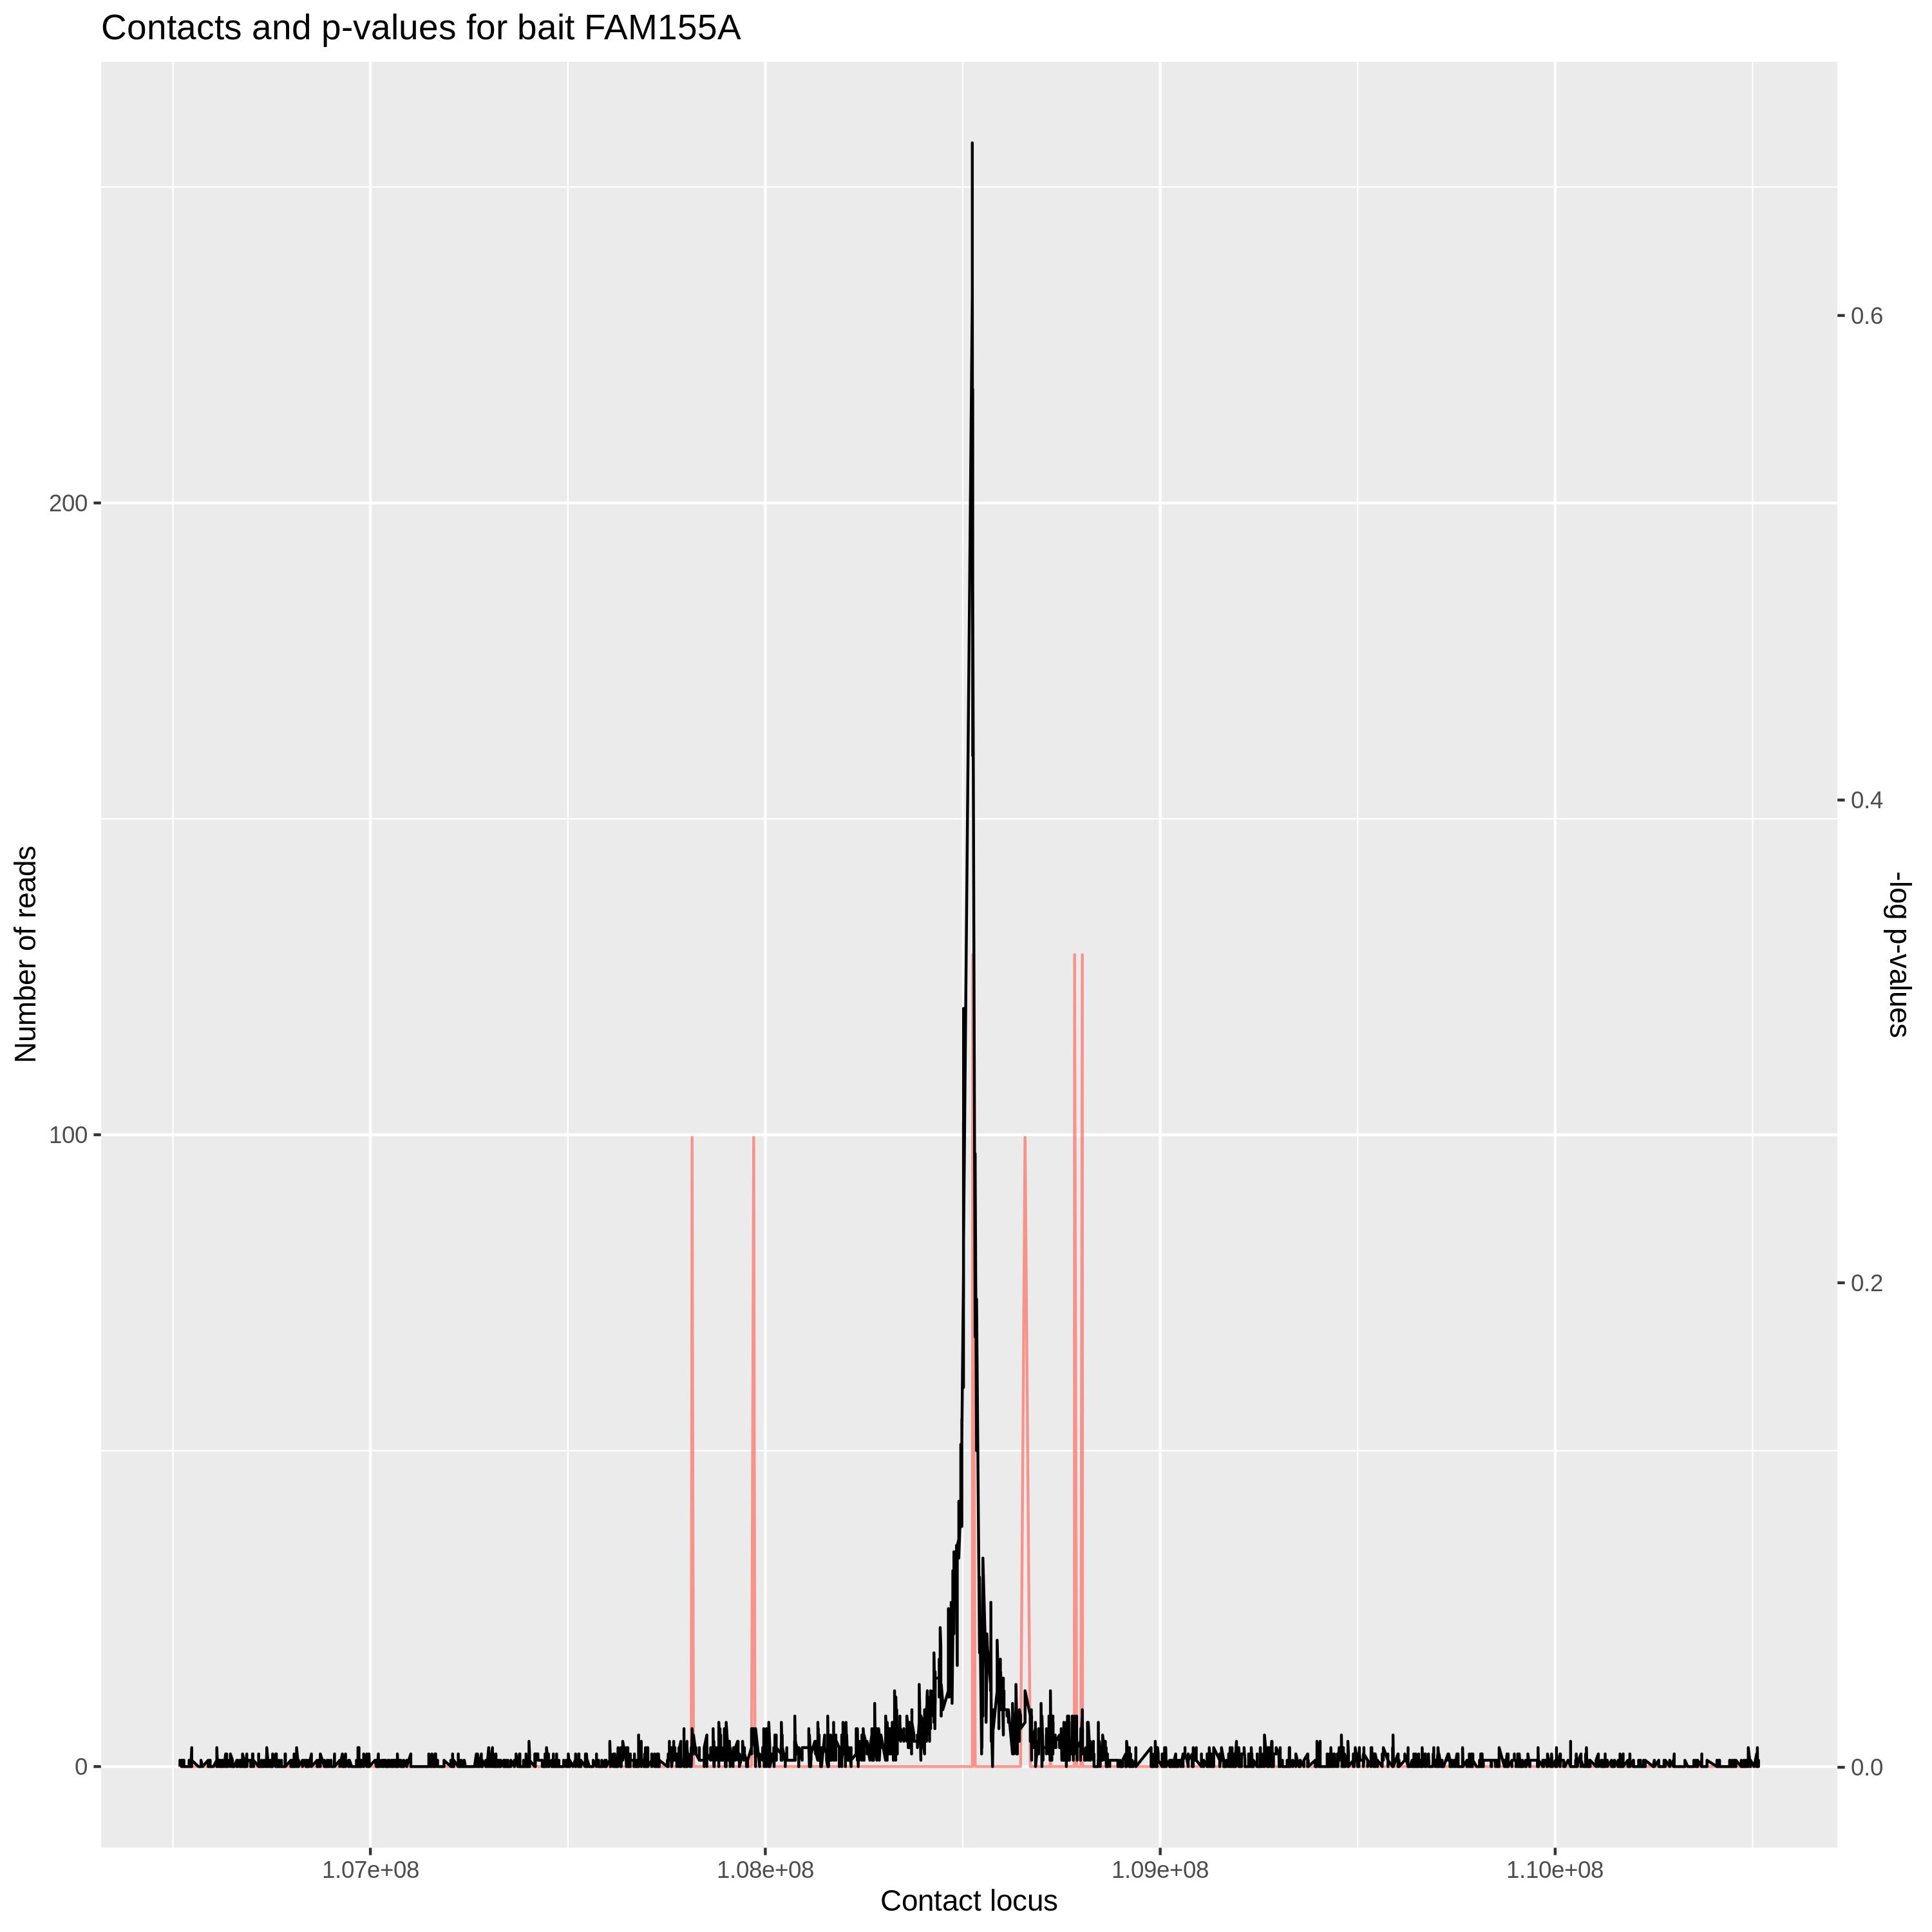 Contacts and p-values for bait FAM155A
Number of reads
200
100
0
0.6
0.4
0.2
0.0
-log p-values
1.07e+08
1.08e+08
1.09e+08
1.10e+08
Contact locus